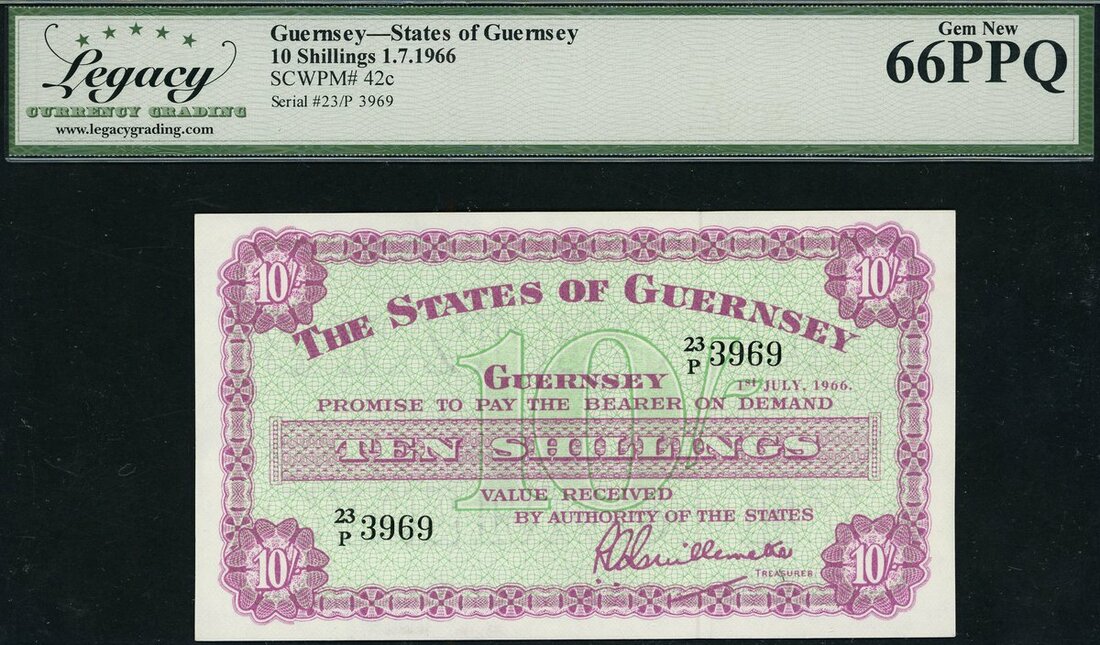 Legacy
CURRENCY GRADING
www.legacygrading.com
Guernsey—States of Guernsey
10 Shillings 1.7.1966
SCWPM# 42c
Serial #23/P 3969
Gem New
66PPQ
10/-
10/-
THE STATES OF GUERNSEY
10/-
23/P 3969
GUERNSEY 1st JULY, 1966.
PROMISE TO PAY THE BEARER ON DEMAND
TEN SHILLINGS
VALUE RECEIVED
23/P 3969 BY AUTHORITY OF THE STATES
TREASURER
10/-
10/-